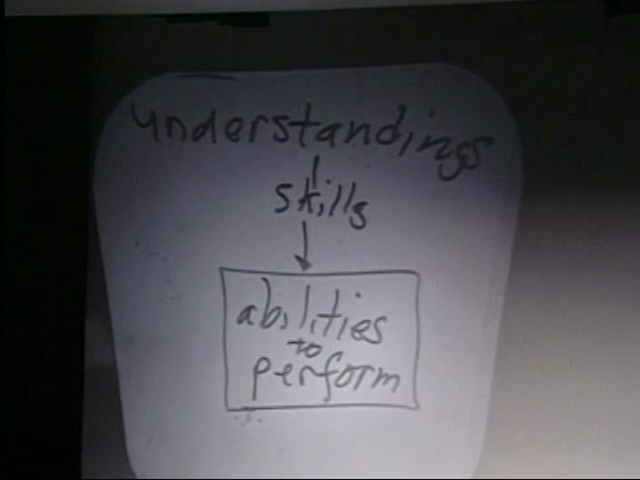 understandings
skills
abilities
to
perform